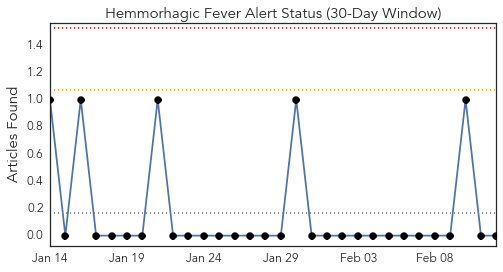 Hemmorhagic Fever Alert Status (30-Day Window)
Articles Found
1.4
1.2
1.0
0.8
0.6
0.4
0.2
0.0
Jan 14 Jan 19 Jan 24 Jan 29 Feb 03 Feb 08